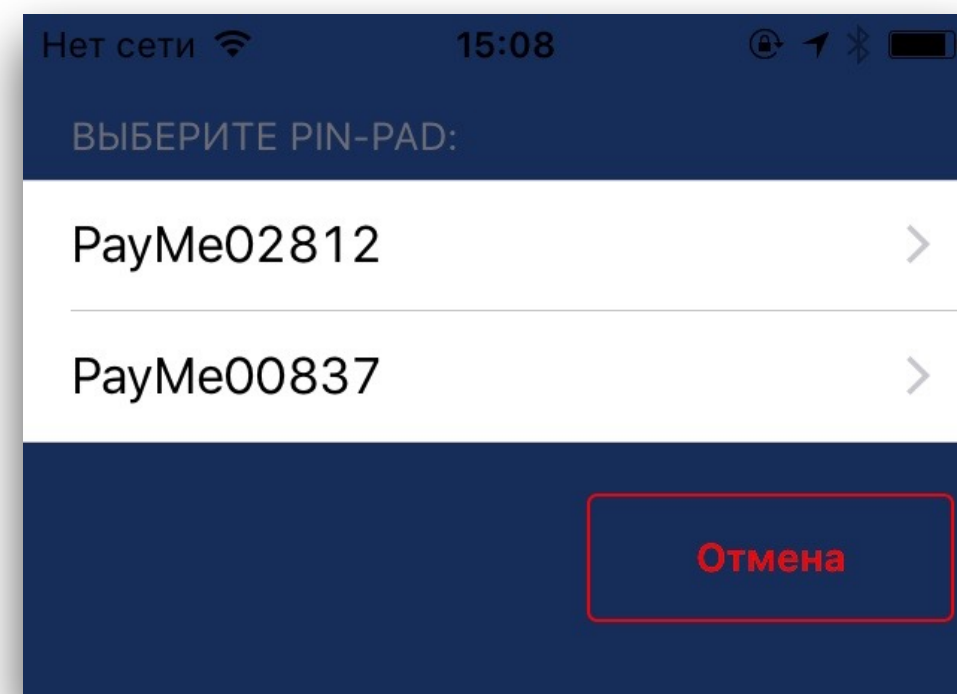 Нет сети 15:08
ВЫБЕРИТЕ PIN-PAD:
PayMe02812
PayMe00837
Отмена